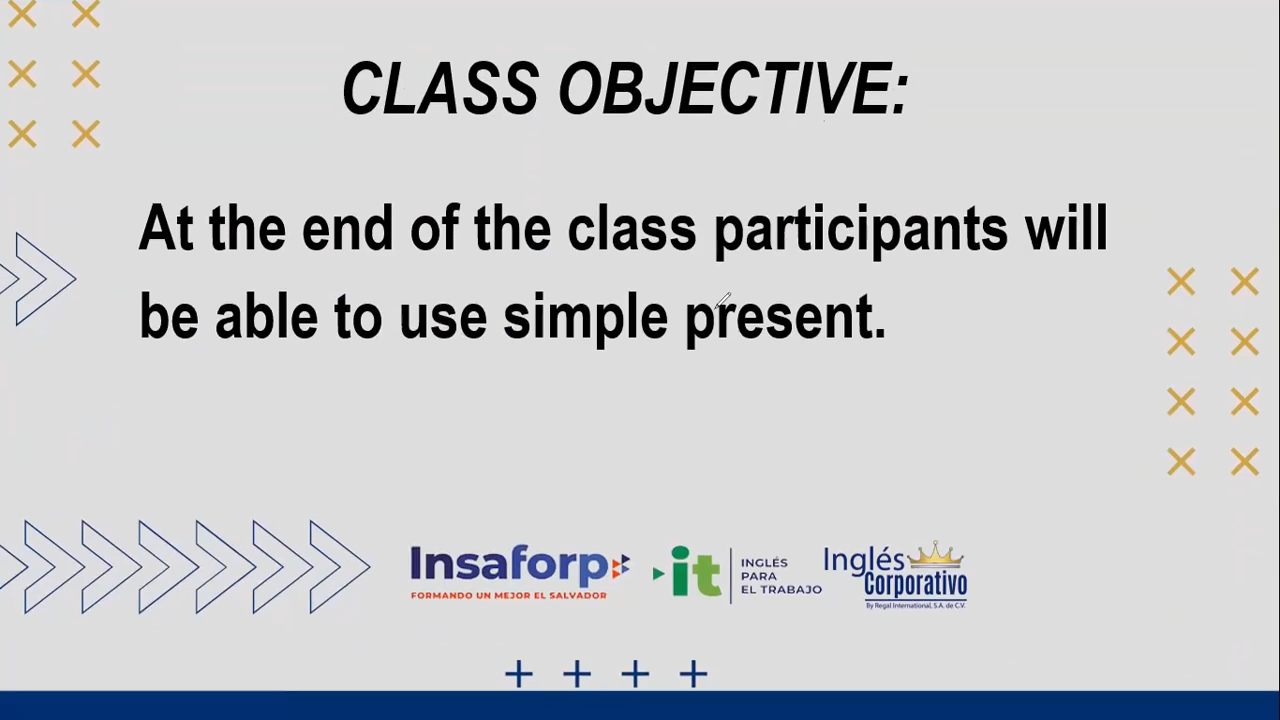 CLASS OBJECTIVE:
At the end of the class participants will
be able to use simple present.
Insaforp
FORMANDO UN MEJOR EL SALVADOR
it
INGLÉS
PARA
EL TRABAJO
Inglés
Corporativo
By Regal International, S.A. de C.V.